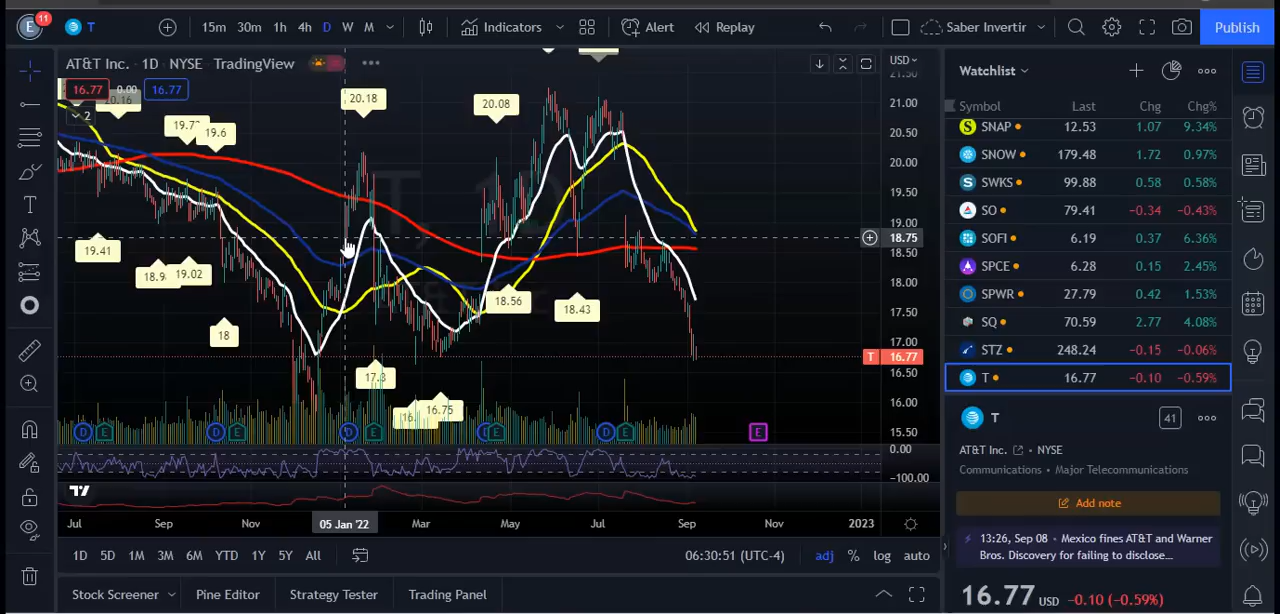 E 11 T 15m 30m 1h 4h D W M Indicators Alert Replay Saber Invertir Publish
AT&T Inc. · 1D · NYSE TradingView
16.77 0.00 16.77
2
20.16
19.41
18
19.6
19.02
20.18
17.3
16.75
20.08
18.56
18.43
T, 1D
USD
21.50
21.00
20.50
20.00
19.50
19.00
18.75
18.50
18.00
17.50
17.00
T 16.77
16.50
16.00
15.50
0.00
−100.00
D E D E D E E D E E
Jul Sep Nov 05 Jan '22 Mar May Jul Sep Nov 2023
1D 5D 1M 3M 6M YTD 1Y 5Y All 06:30:51 (UTC-4) adj % log auto
Stock Screener Pine Editor Strategy Tester Trading Panel
Watchlist
Symbol Last Chg Chg%
SNAP 12.53 1.07 9.34%
SNOW 179.48 1.72 0.97%
SWKS 99.88 0.58 0.58%
SO 79.41 −0.34 −0.43%
SOFI 6.19 0.37 6.36%
SPCE 6.28 0.15 2.45%
SPWR 27.79 0.42 1.53%
SQ 70.59 2.77 4.08%
STZ 248.24 −0.15 −0.06%
T 16.77 −0.10 −0.59%
T 41
AT&T Inc. · NYSE
Communications · Major Telecommunications
Add note
13:26, Sep 08 · Mexico fines AT&T and Warner
Bros. Discovery for failing to disclose...
16.77 USD −0.10 (−0.59%)